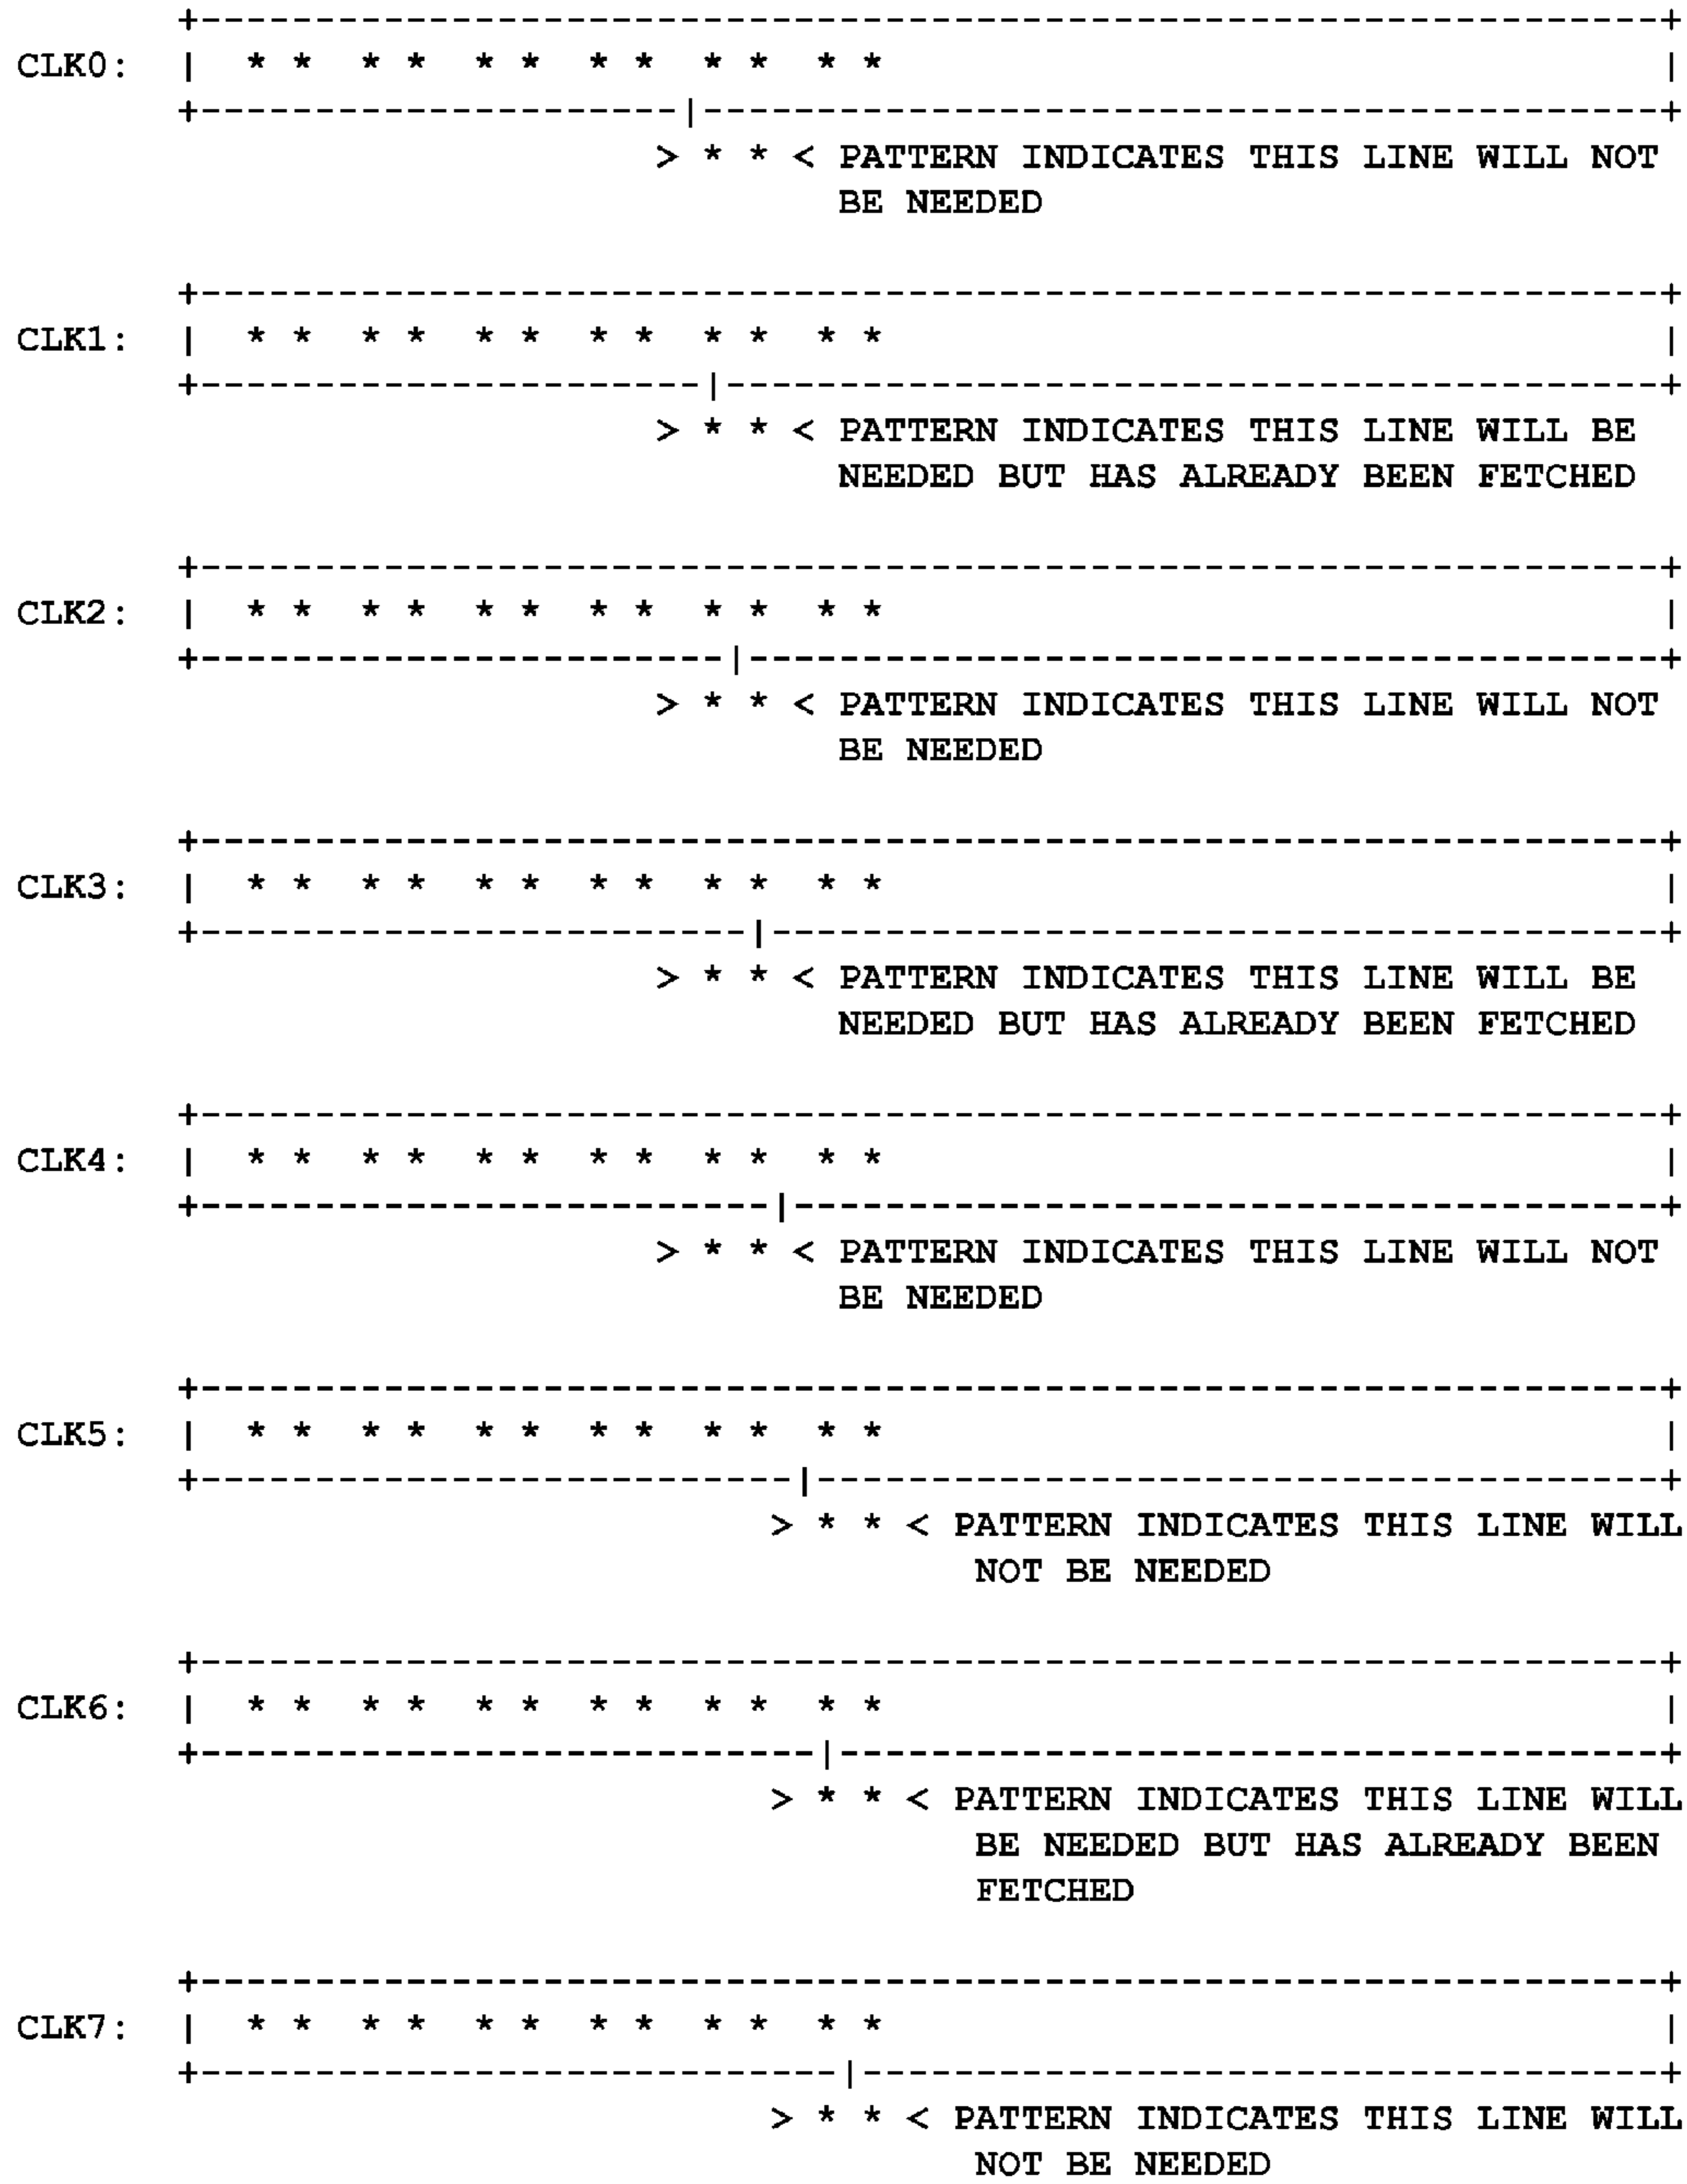 +----------------------------------------------------------------+
CLK0:  |  * *  * *  * *  * *  * *  * *                                  |
+---------------------|------------------------------------------+
> * * < PATTERN INDICATES THIS LINE WILL NOT
BE NEEDED
+----------------------------------------------------------------+
CLK1:  |  * *  * *  * *  * *  * *  * *                                  |
+----------------------|-----------------------------------------+
> * * < PATTERN INDICATES THIS LINE WILL BE
NEEDED BUT HAS ALREADY BEEN FETCHED
+----------------------------------------------------------------+
CLK2:  |  * *  * *  * *  * *  * *  * *                                  |
+-----------------------|----------------------------------------+
> * * < PATTERN INDICATES THIS LINE WILL NOT
BE NEEDED
+----------------------------------------------------------------+
CLK3:  |  * *  * *  * *  * *  * *  * *                                  |
+------------------------|---------------------------------------+
> * * < PATTERN INDICATES THIS LINE WILL BE
NEEDED BUT HAS ALREADY BEEN FETCHED
+----------------------------------------------------------------+
CLK4:  |  * *  * *  * *  * *  * *  * *                                  |
+-------------------------|--------------------------------------+
> * * < PATTERN INDICATES THIS LINE WILL NOT
BE NEEDED
+----------------------------------------------------------------+
CLK5:  |  * *  * *  * *  * *  * *  * *                                  |
+--------------------------|-------------------------------------+
> * * < PATTERN INDICATES THIS LINE WILL
NOT BE NEEDED
+----------------------------------------------------------------+
CLK6:  |  * *  * *  * *  * *  * *  * *                                  |
+---------------------------|------------------------------------+
> * * < PATTERN INDICATES THIS LINE WILL
BE NEEDED BUT HAS ALREADY BEEN
FETCHED
+----------------------------------------------------------------+
CLK7:  |  * *  * *  * *  * *  * *  * *                                  |
+----------------------------|-----------------------------------+
> * * < PATTERN INDICATES THIS LINE WILL
NOT BE NEEDED